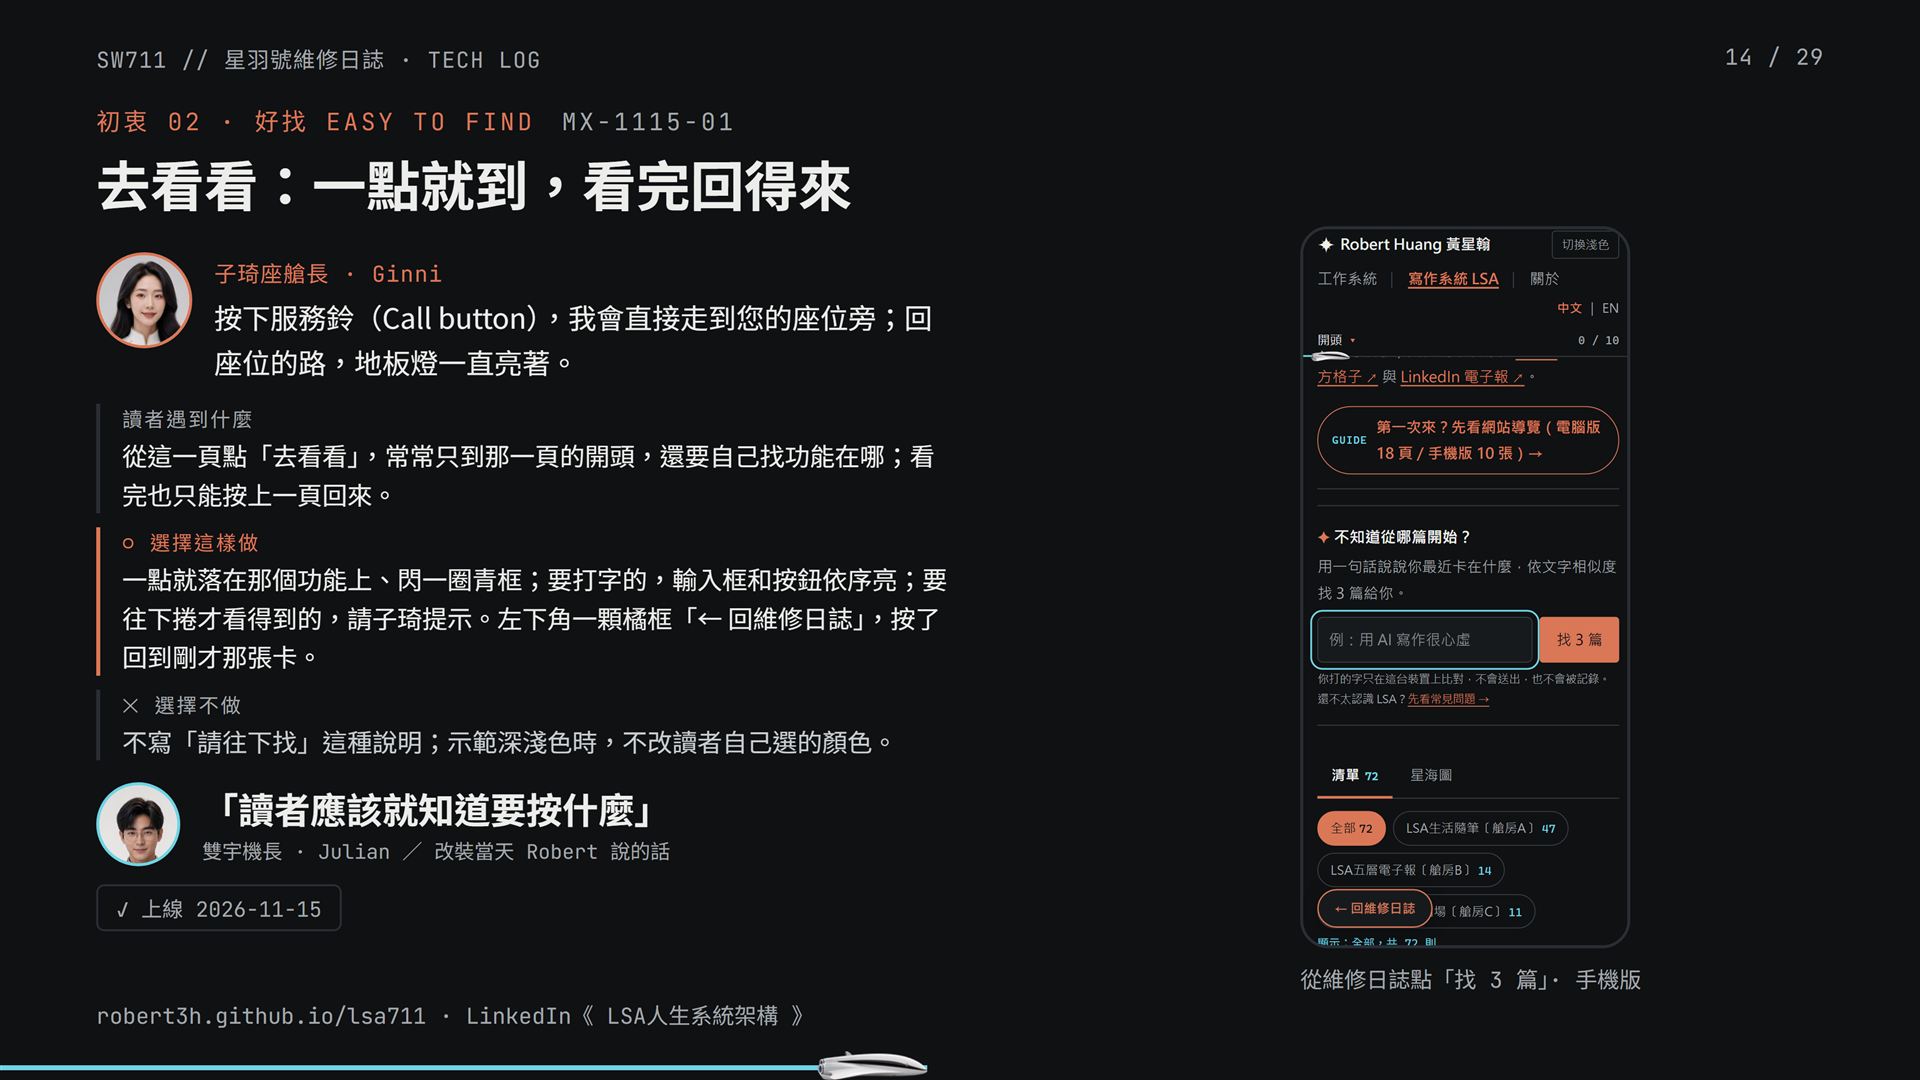 SW711 // 星羽號維修日誌 · TECH LOG
14 / 29
初衷 02 · 好找 EASY TO FIND MX-1115-01
去看看：一點就到，看完回得來
子琦座艙長 · Ginni
按下服務鈴（Call button），我會直接走到您的座位旁；回
座位的路，地板燈一直亮著。
讀者遇到什麼
從這一頁點「去看看」，常常只到那一頁的開頭，還要自己找功能在哪；看
完也只能按上一頁回來。
○ 選擇這樣做
一點就落在那個功能上、閃一圈青框；要打字的，輸入框和按鈕依序亮；要
往下捲才看得到的，請子琦提示。左下角一顆橘框「← 回維修日誌」，按了
回到剛才那張卡。
× 選擇不做
不寫「請往下找」這種說明；示範深淺色時，不改讀者自己選的顏色。
「讀者應該就知道要按什麼」
雙宇機長 · Julian ／ 改裝當天 Robert 說的話
✓ 上線 2026-11-15
robert3h.github.io/lsa711 · LinkedIn《 LSA人生系統架構 》
✦ Robert Huang 黃星翰
切換淺色
工作系統 | 寫作系統 LSA | 關於
中文 | EN
開頭 ▾
0 / 10
方格子 ↗ 與 LinkedIn 電子報 ↗。
GUIDE 第一次來？先看網站導覽（電腦版
18 頁 / 手機版 10 張）→
✦ 不知道從哪篇開始？
用一句話說說你最近卡在什麼，依文字相似度
找 3 篇給你。
例：用 AI 寫作很心虛
找 3 篇
你打的字只在這台裝置上比對，不會送出，也不會被記錄。
還不太認識 LSA？先看常見問題 →
清單 72
星海圖
全部 72
LSA生活隨筆〔艙房A〕 47
LSA五層電子報〔艙房B〕 14
← 回維修日誌
場〔艙房C〕 11
顯示：全部，共 72 則
從維修日誌點「找 3 篇」· 手機版